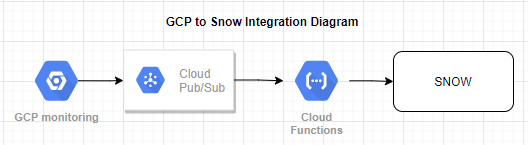 GCP to Snow Integration Diagram
GCP monitoring
Cloud
Pub/Sub
Cloud
Functions
SNOW